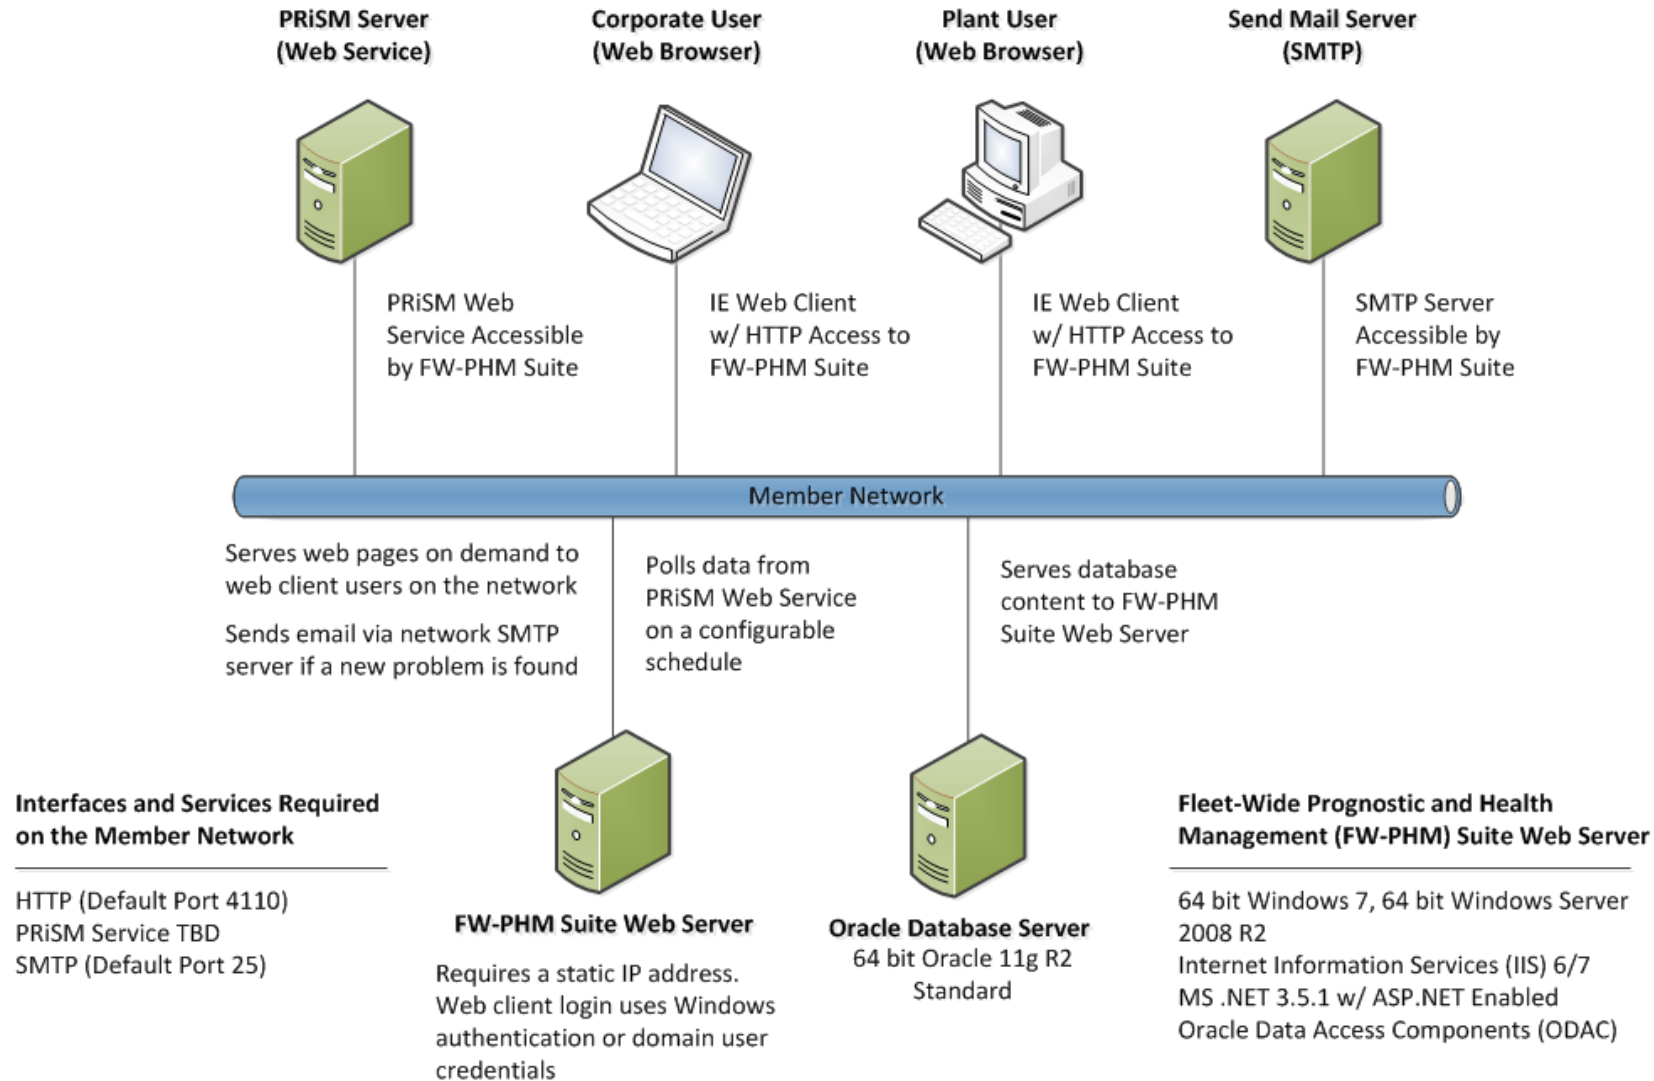 PRiSM Server
(Web Service)
Corporate User
(Web Browser)
Plant User
(Web Browser)
Send Mail Server
(SMTP)
PRiSM Web
Service Accessible
by FW-PHM Suite
IE Web Client
w/ HTTP Access to
FW-PHM Suite
IE Web Client
w/ HTTP Access to
FW-PHM Suite
SMTP Server
Accessible by
FW-PHM Suite
Member Network
Serves web pages on demand to
web client users on the network
Sends email via network SMTP
server if a new problem is found
Polls data from
PRiSM Web Service
on a configurable
schedule
Serves database
content to FW-PHM
Suite Web Server
Interfaces and Services Required
on the Member Network
HTTP (Default Port 4110)
PRiSM Service TBD
SMTP (Default Port 25)
FW-PHM Suite Web Server
Requires a static IP address.
Web client login uses Windows
authentication or domain user
credentials
Oracle Database Server
64 bit Oracle 11g R2
Standard
Fleet-Wide Prognostic and Health
Management (FW-PHM) Suite Web Server
64 bit Windows 7, 64 bit Windows Server
2008 R2
Internet Information Services (IIS) 6/7
MS .NET 3.5.1 w/ ASP.NET Enabled
Oracle Data Access Components (ODAC)